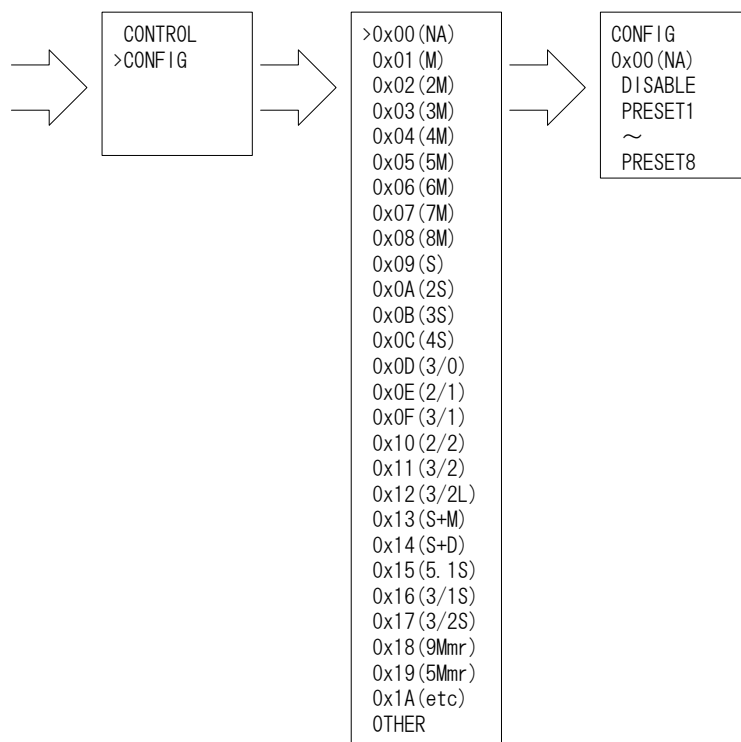 CONTROL
>CONFIG
>0x00(NA)
0x01(M)
0x02(2M)
0x03(3M)
0x04(4M)
0x05(5M)
0x06(6M)
0x07(7M)
0x08(8M)
0x09(S)
0x0A(2S)
0x0B(3S)
0x0C(4S)
0x0D(3/0)
0x0E(2/1)
0x0F(3/1)
0x10(2/2)
0x11(3/2)
0x12(3/2L)
0x13(S+M)
0x14(S+D)
0x15(5.1S)
0x16(3/1S)
0x17(3/2S)
0x18(9Mmr)
0x19(5Mmr)
0x1A(etc)
OTHER
CONFIG
0x00(NA)
DISABLE
PRESET1
～
PRESET8